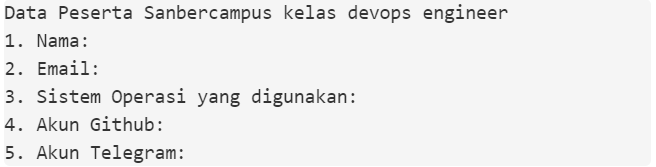 Data Peserta Sanbercampus kelas devops engineer
1. Nama:
2. Email:
3. Sistem Operasi yang digunakan:
4. Akun Github:
5. Akun Telegram: